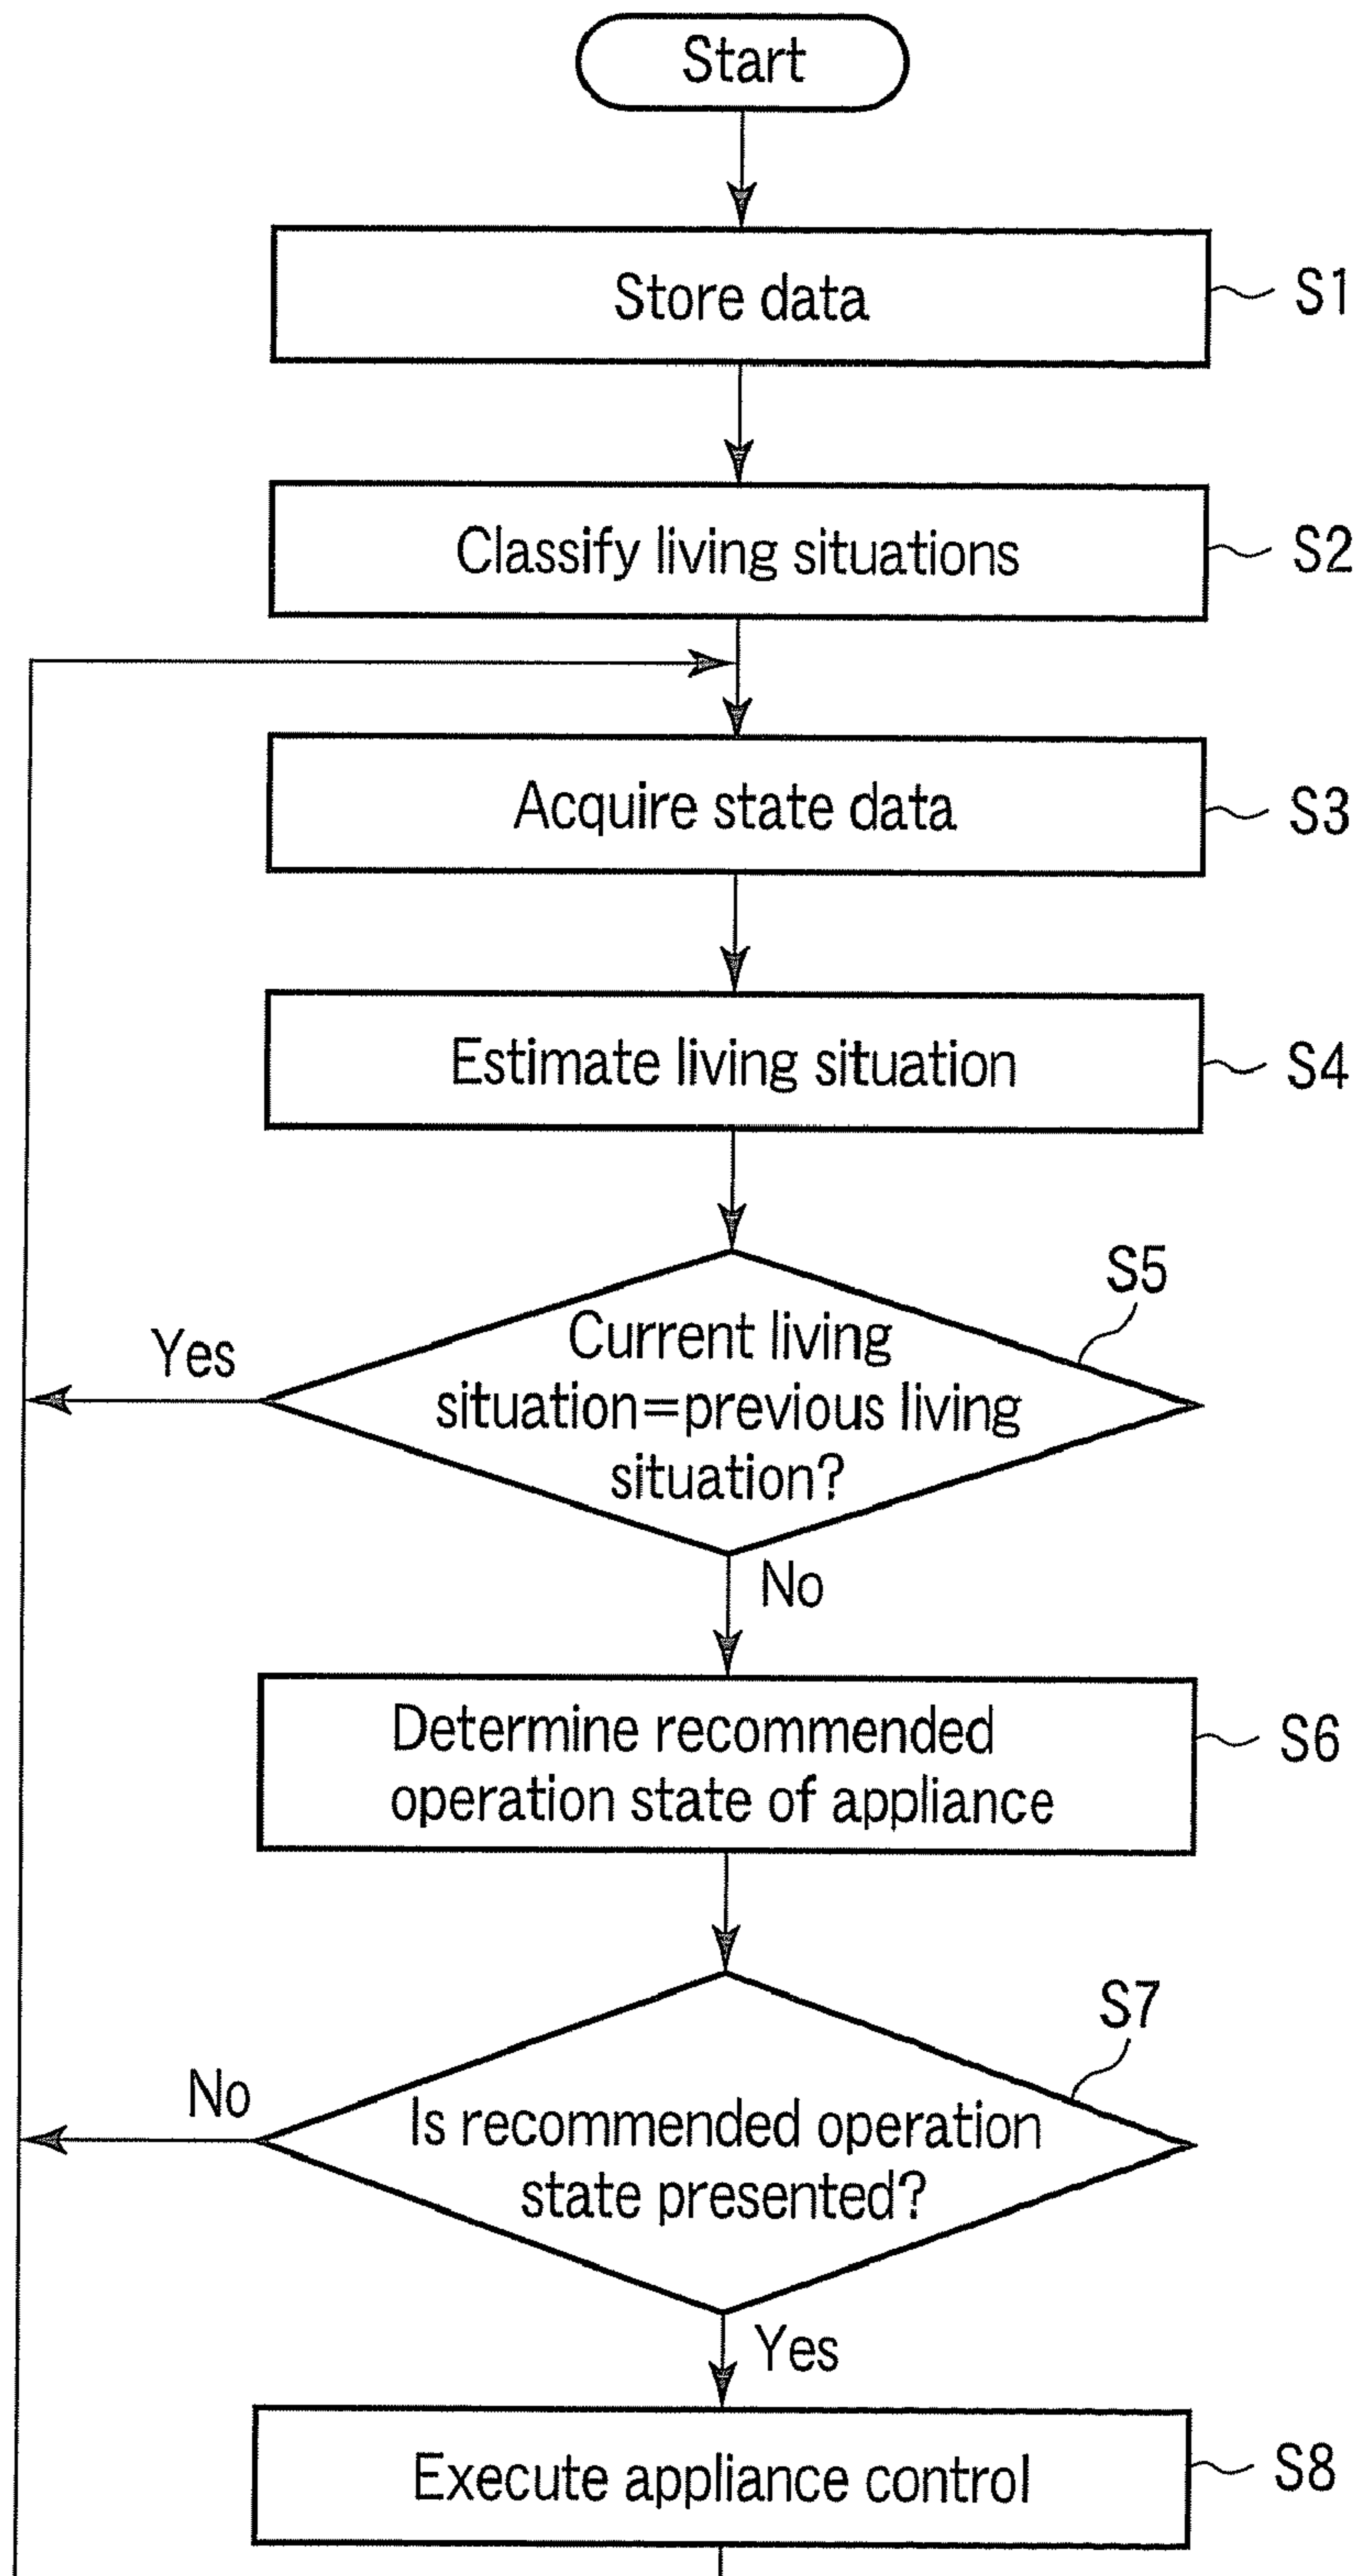 Start
Store data
S1
Classify living situations
S2
Acquire state data
S3
Estimate living situation
S4
S5
Current living
situation=previous living
situation?
Yes
No
Determine recommended
operation state of appliance
S6
S7
Is recommended operation
state presented?
No
Yes
Execute appliance control
S8